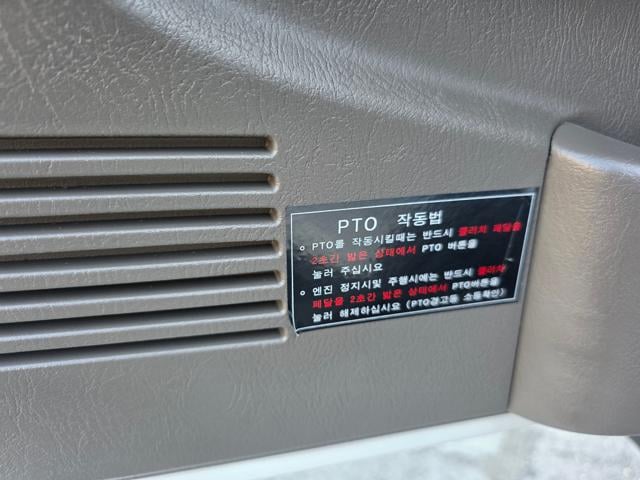 PTO 작동법
o PTO를 작동시킬때는 반드시 클러치 페달을
2초간 밟은 상태에서 PTO 버튼을
눌러 주십시요
o 엔진 정지시및 주행시에는 반드시 클러치
페달을 2초간 밟은 상태에서 PTO버튼을
눌러 해제하십시요 (PTO경고등 소등확인)